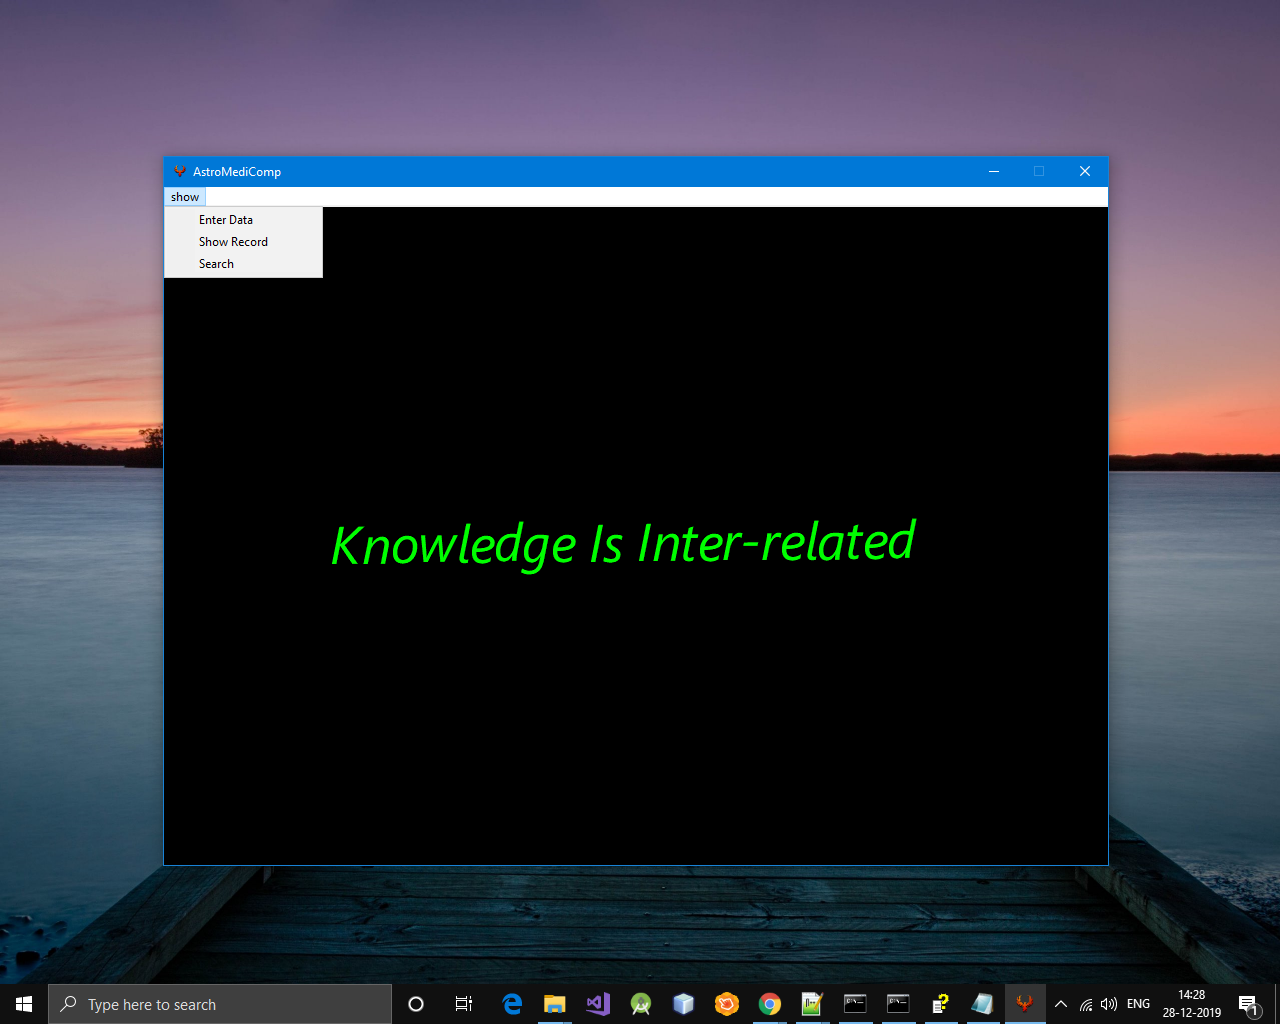 AstroMediComp
show
Enter Data
Show Record
Search
Knowledge Is Inter-related
Type here to search
ENG
14:28
28-12-2019
1